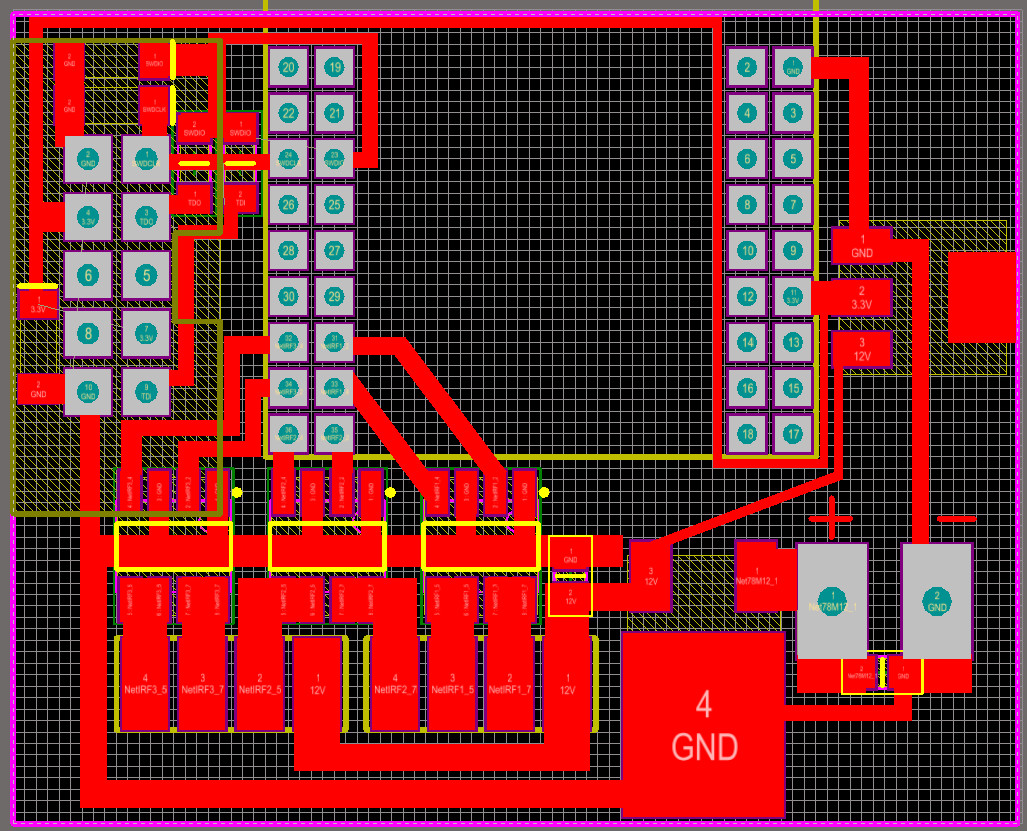 2
GND
1
SWDIO
2
GND
1
SWDCLK
2
SWDIO
1
SWDIO
2
GND
1
SWDCLK
1
TDO
2
TDI
4
3.3V
3
TDO
6
5
1
3.3V
8
7
3.3V
2
GND
10
GND
9
TDI
20
19
22
21
24
SWDCLK
23
SWDIO
26
25
28
27
30
29
32
31
34
33
36
35
2
1
GND
4
3
6
5
8
7
10
9
12
11
3.3V
14
13
16
15
18
17
1
GND
2
3.3V
3
12V
1
GND
2
12V
3
12V
1
Net78M12_1
1
Net78M12_1
2
GND
2
Net78M12_1
1
GND
4
NetIRF3_5
3
NetIRF3_7
2
NetIRF2_5
1
12V
4
NetIRF2_7
3
NetIRF1_5
2
NetIRF1_7
1
12V
4
GND